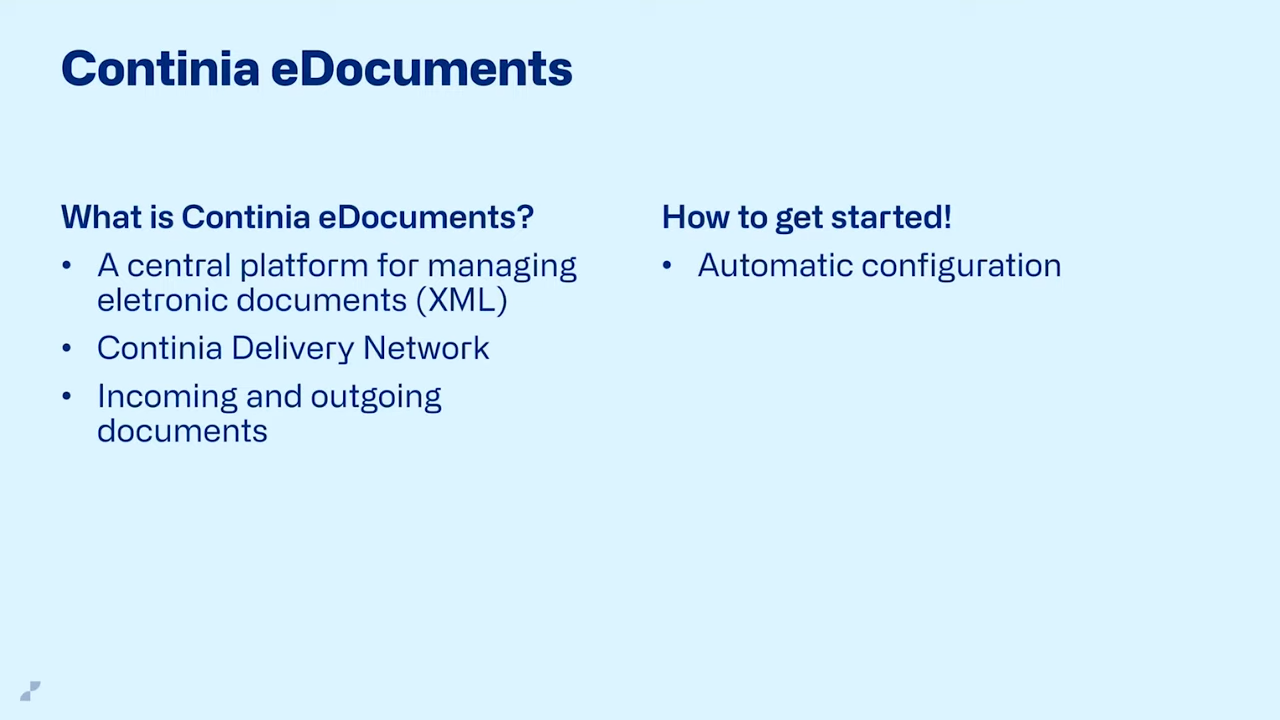 Continia eDocuments
What is Continia eDocuments?
• A central platform for managing
eletronic documents (XML)
• Continia Delivery Network
• Incoming and outgoing
documents
How to get started!
• Automatic configuration